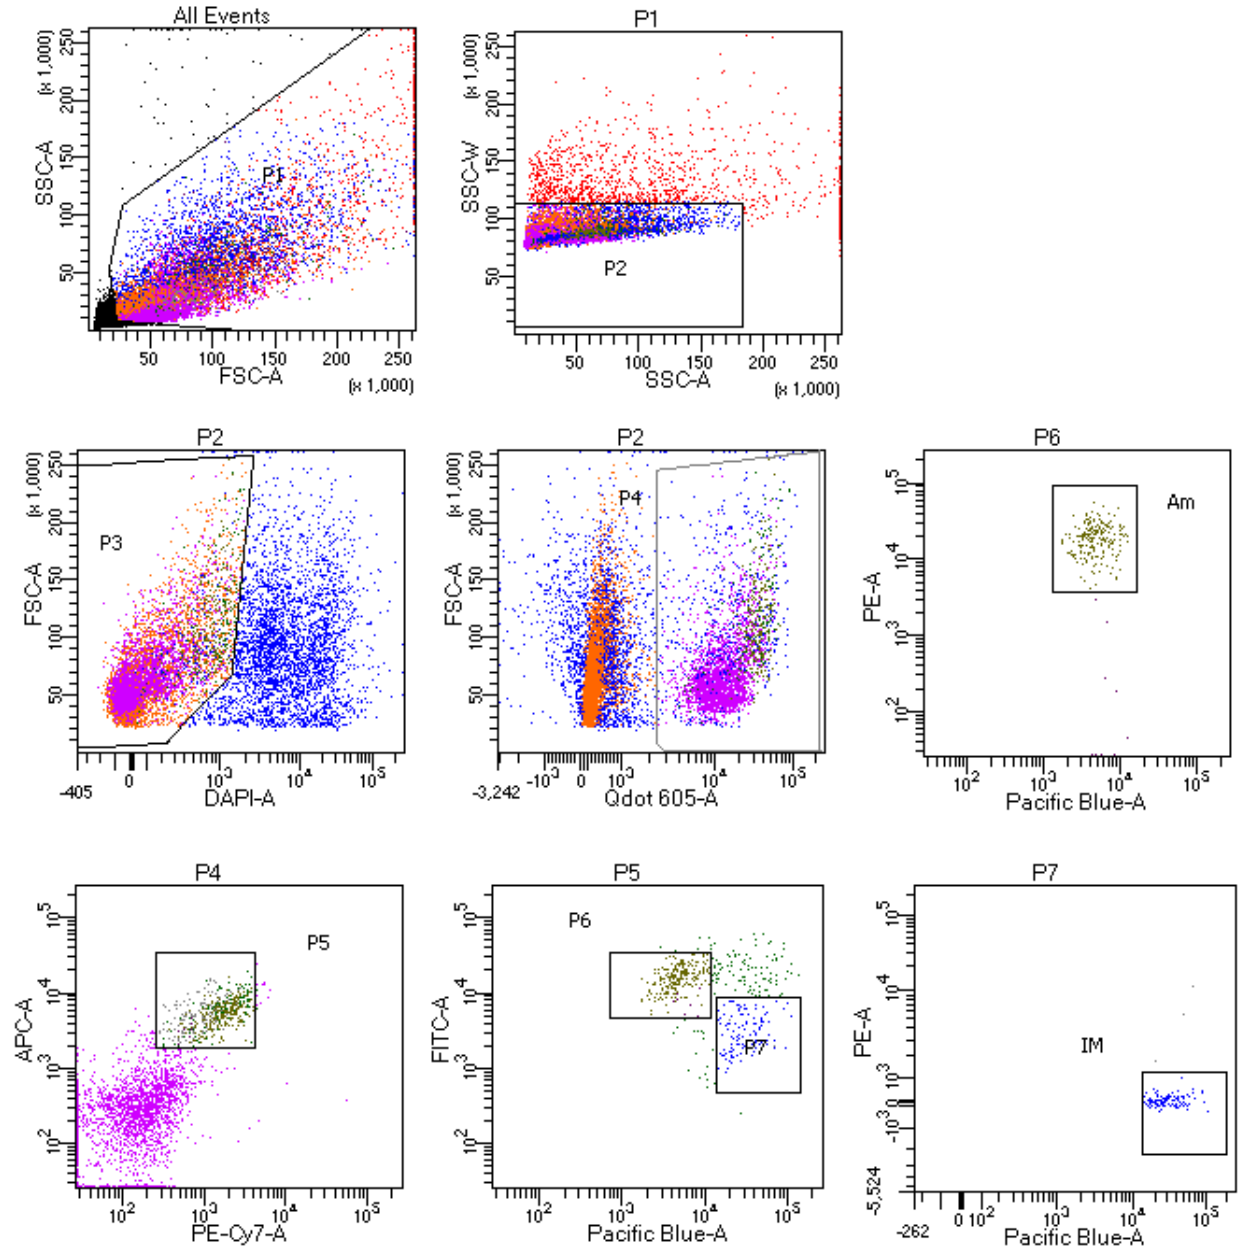 All Events
(x 1,000)
SSC-A
250
200
150
100
50
P1
50 100 150 200 250
FSC-A
(x 1,000)
P1
(x 1,000)
SSC-W
250
200
150
100
50
P2
50 100 150 200 250
SSC-A
(x 1,000)
P2
(x 1,000)
FSC-A
250
200
150
100
50
P3
-405 0 10³ 10⁴ 10⁵
DAPI-A
P2
(x 1,000)
FSC-A
250
200
150
100
50
P4
-3,242 -10³ 0 10³ 10⁴ 10⁵
Qdot 605-A
P6
PE-A
10⁵
10⁴
10³
10²
Am
10² 10³ 10⁴ 10⁵
Pacific Blue-A
P4
APC-A
10⁵
10⁴
10³
10²
P5
10² 10³ 10⁴ 10⁵
PE-Cy7-A
P5
FITC-A
10⁵
10⁴
10³
10²
P6
P7
10² 10³ 10⁴ 10⁵
Pacific Blue-A
P7
PE-A
10⁵
10⁴
10³
0
-10³
-5,524
IM
-262 0 10² 10³ 10⁴ 10⁵
Pacific Blue-A